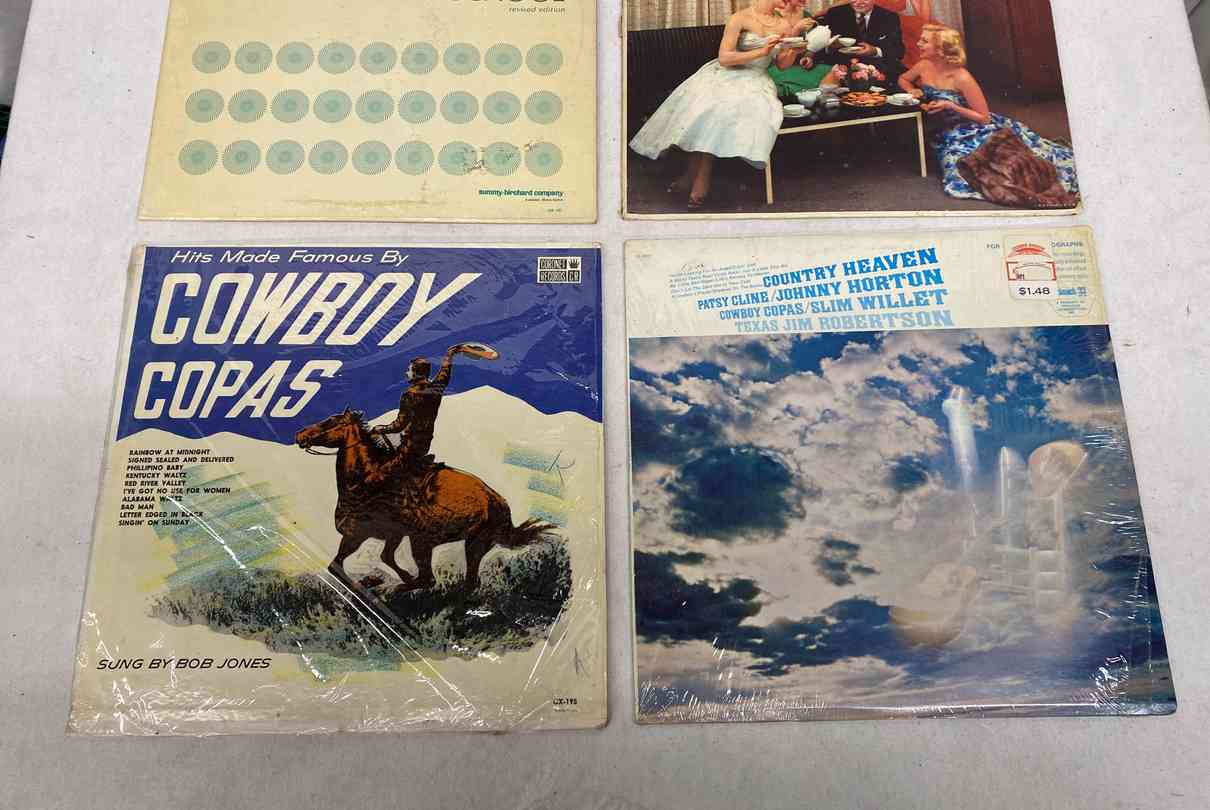 revised edition
summy-birchard company
Hits Made Famous By
CORONET
RECORDS
COWBOY
COPAS
RAINBOW AT MIDNIGHT
SIGNED SEALED AND DELIVERED
PHILLIPINO BABY
KENTUCKY WALTZ
RED RIVER VALLEY
I'VE GOT NO USE FOR WOMEN
ALABAMA WALTZ
BAD MAN
LETTER EDGED IN BLACK
SINGIN' ON SUNDAY
SUNG BY BOB JONES
CX-195
FOR
OGRAPHS
$1.48
COUNTRY HEAVEN
PATSY CLINE/JOHNNY HORTON
COWBOY COPAS/SLIM WILLET
TEXAS JIM ROBERTSON